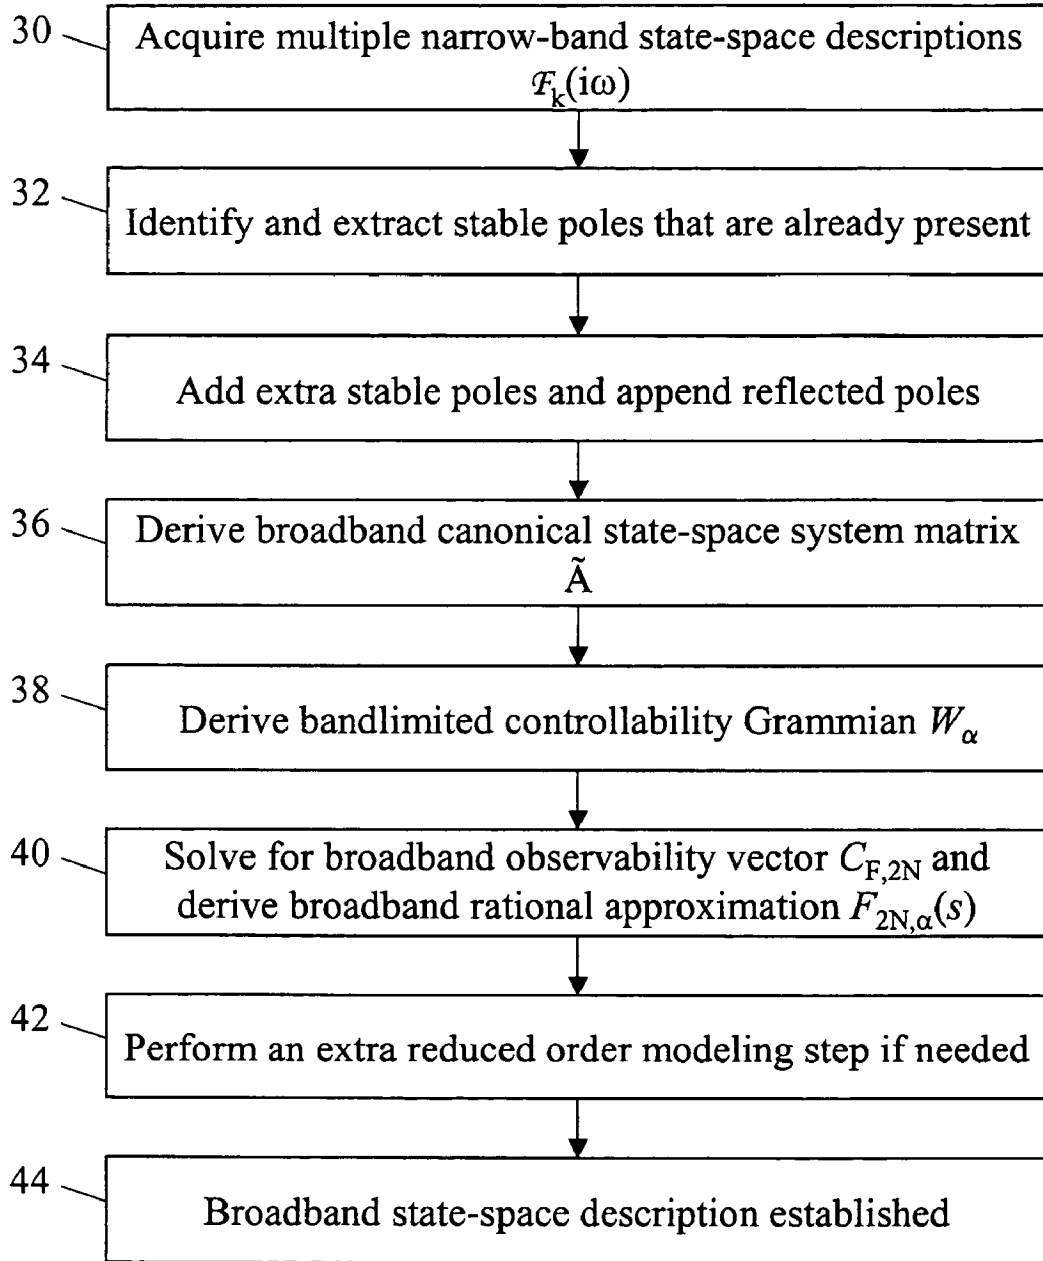 30
Acquire multiple narrow-band state-space descriptions
ℱk(iω)
32
Identify and extract stable poles that are already present
34
Add extra stable poles and append reflected poles
36
Derive broadband canonical state-space system matrix
Ã
38
Derive bandlimited controllability Grammian Wα
40
Solve for broadband observability vector CF,2N and
derive broadband rational approximation F2N,α(s)
42
Perform an extra reduced order modeling step if needed
44
Broadband state-space description established